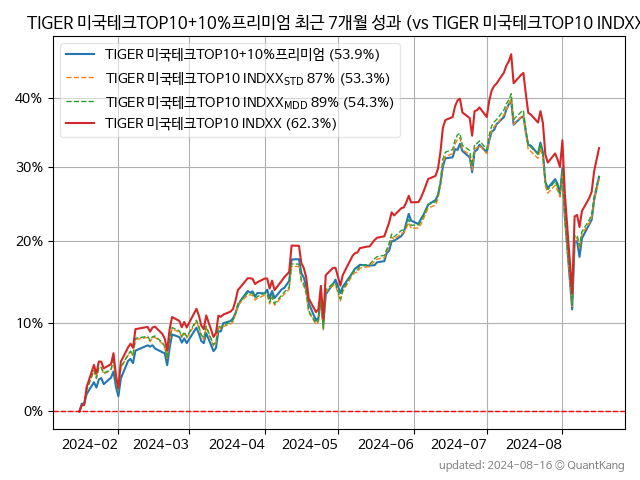 TIGER 미국테크TOP10+10%프리미엄 최근 7개월 성과 (vs TIGER 미국테크TOP10 INDXX
TIGER 미국테크TOP10+10%프리미엄 (53.9%)
TIGER 미국테크TOP10 INDXX_STD 87% (53.3%)
TIGER 미국테크TOP10 INDXX_MDD 89% (54.3%)
TIGER 미국테크TOP10 INDXX (62.3%)
40%
30%
20%
10%
0%
2024-02 2024-03 2024-04 2024-05 2024-06 2024-07 2024-08
updated: 2024-08-16 © QuantKang